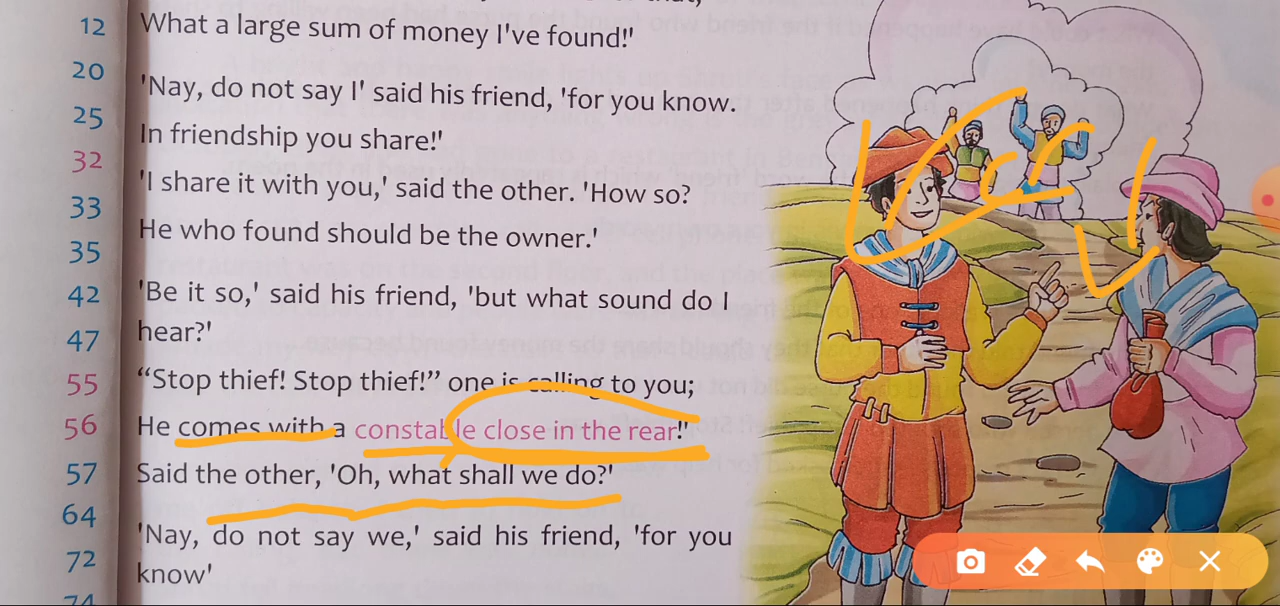 12 What a large sum of money I've found!'
20 'Nay, do not say I' said his friend, 'for you know.
25 In friendship you share!'
32 'I share it with you,' said the other. 'How so?
33 He who found should be the owner.'
35 'Be it so,' said his friend, 'but what sound do I
42 hear?'
47 "Stop thief! Stop thief!" one is calling to you;
55 He comes with a constable close in the rear!'
56 Said the other, 'Oh, what shall we do?'
57 'Nay, do not say we,' said his friend, 'for you
64 know'
72